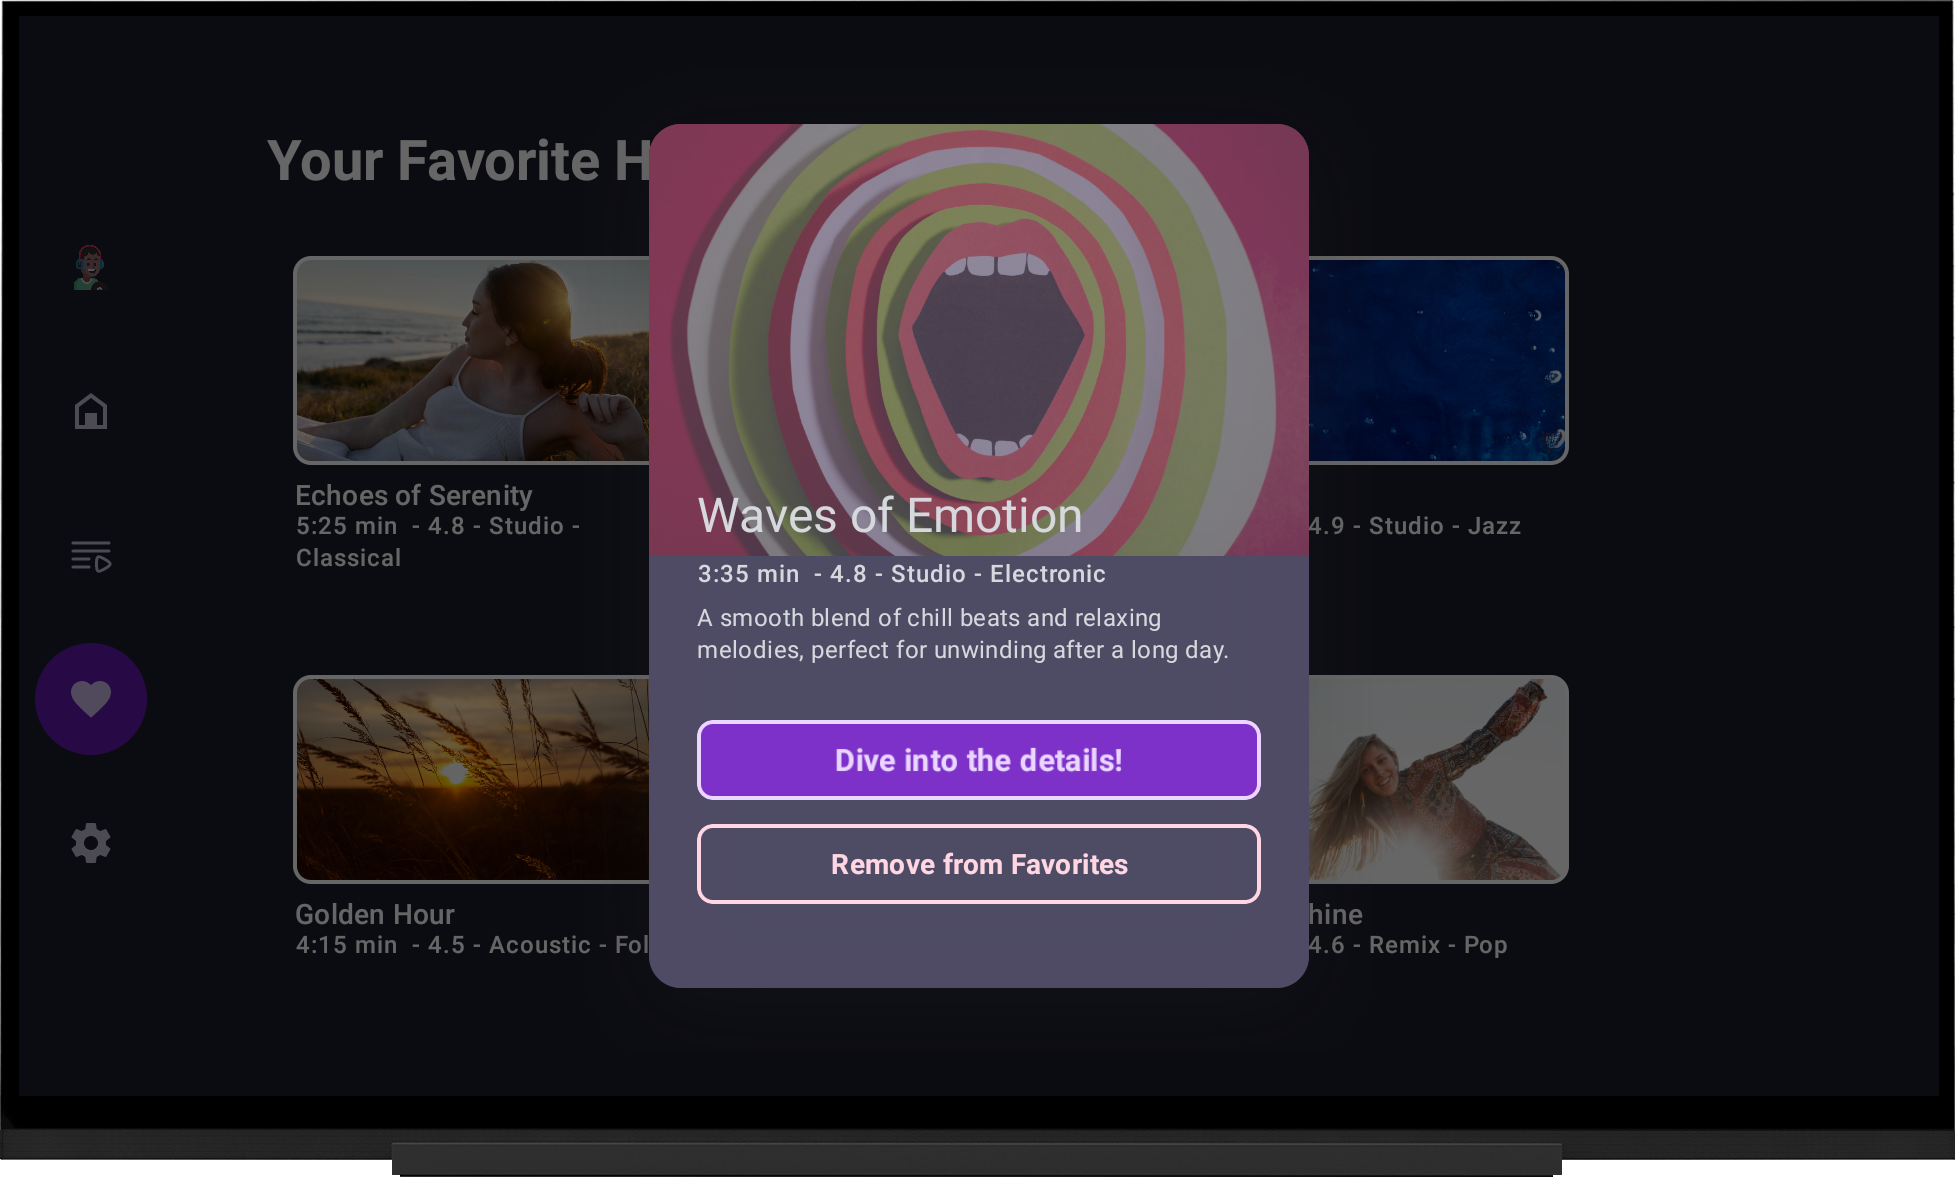 Your Favorite H
Echoes of Serenity
5:25 min - 4.8 - Studio -
Classical
4.9 - Studio - Jazz
Waves of Emotion
3:35 min - 4.8 - Studio - Electronic
A smooth blend of chill beats and relaxing
melodies, perfect for unwinding after a long day.
Dive into the details!
Remove from Favorites
Golden Hour
4:15 min - 4.5 - Acoustic - Fol
hine
4.6 - Remix - Pop